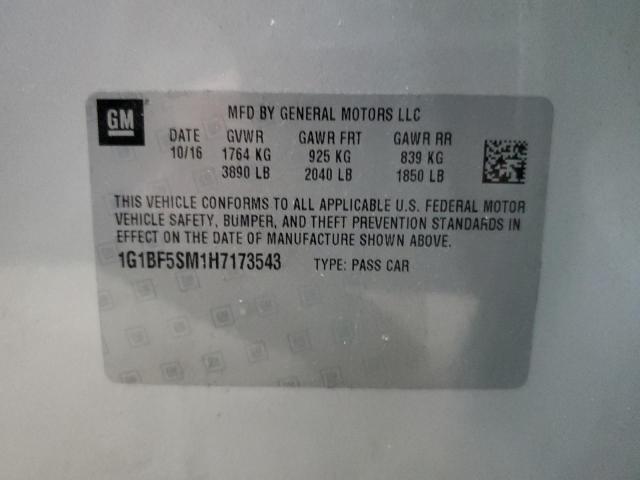 GM
MFD BY GENERAL MOTORS LLC
DATE GVWR GAWR FRT GAWR RR
10/16 1764 KG 925 KG 839 KG
3890 LB 2040 LB 1850 LB
THIS VEHICLE CONFORMS TO ALL APPLICABLE U.S. FEDERAL MOTOR
VEHICLE SAFETY, BUMPER, AND THEFT PREVENTION STANDARDS IN
EFFECT ON THE DATE OF MANUFACTURE SHOWN ABOVE.
1G1BF5SM1H7173543 TYPE: PASS CAR